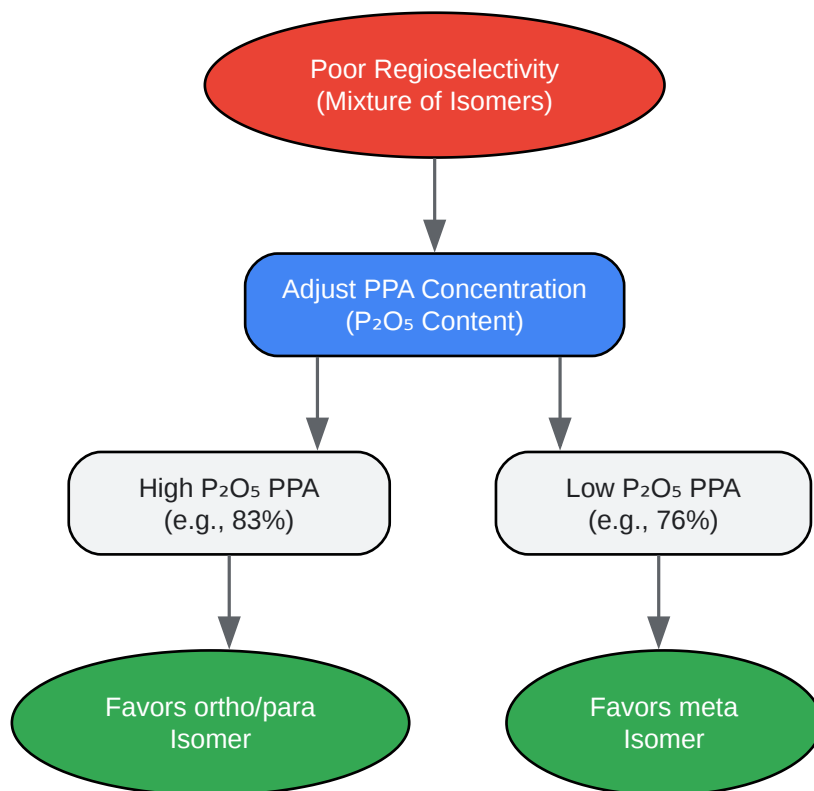 Poor Regioselectivity
(Mixture of Isomers)
Adjust PPA Concentration
(P₂O₅ Content)
High P₂O₅ PPA
(e.g., 83%)
Low P₂O₅ PPA
(e.g., 76%)
Favors ortho/para
Isomer
Favors meta
Isomer